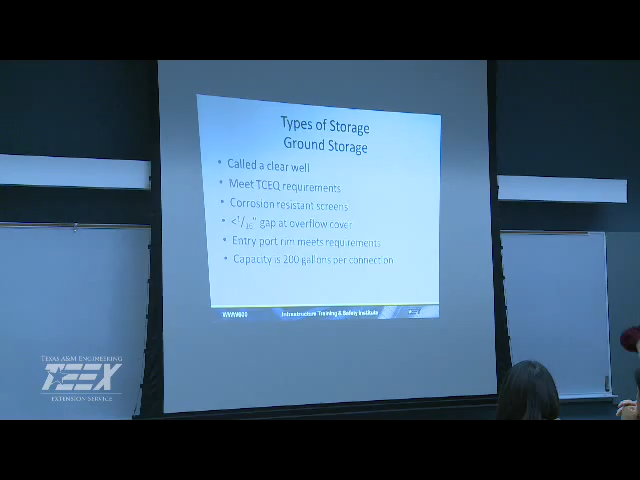 Types of Storage
Ground Storage
• Called a clear well
• Meet TCEQ requirements
• Corrosion resistant screens
• <1/16" gap at overflow cover
• Entry port rim meets requirements
• Capacity is 200 gallons per connection
Infrastructure Training & Safety Institute
TEXAS A&M ENGINEERING
TEEX
EXTENSION SERVICE